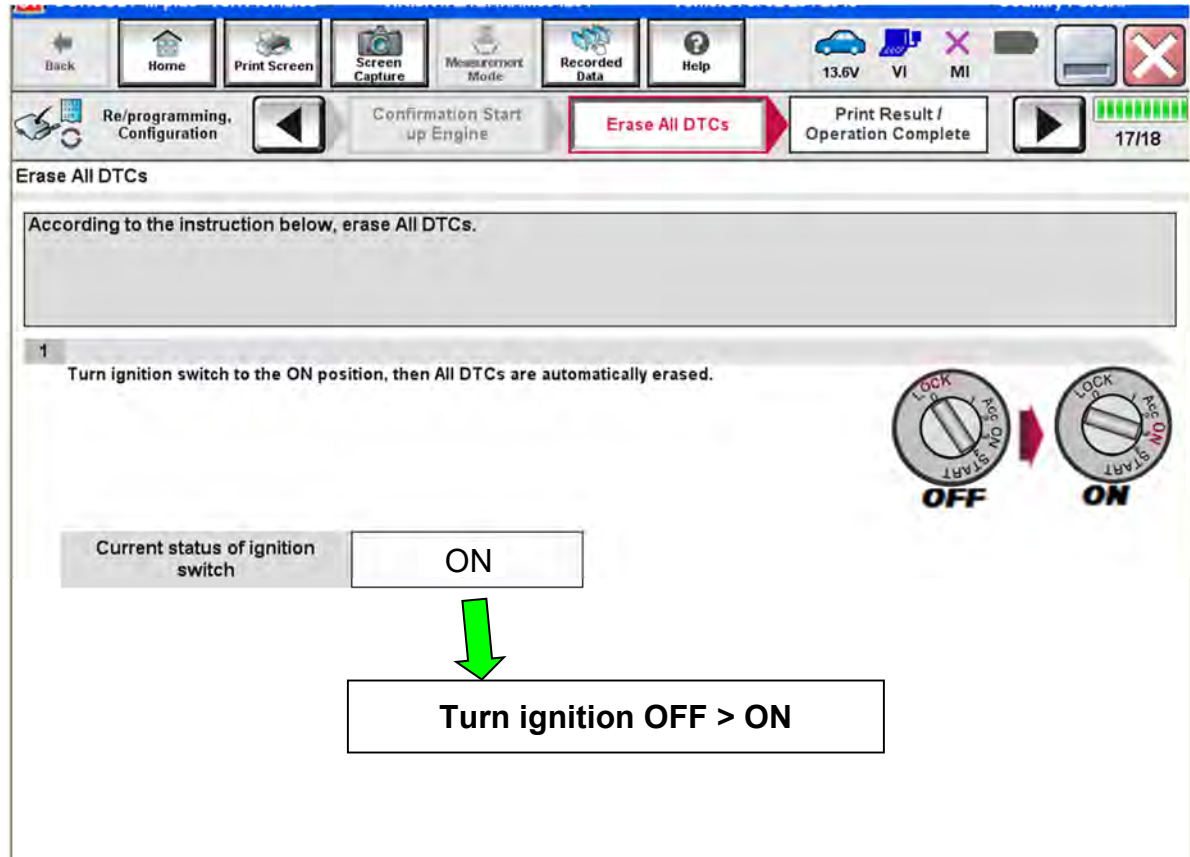 Back
Home
Print Screen
Screen
Capture
Measurement
Mode
Recorded
Data
Help
13.6V
VI
MI
Re/programming,
Configuration
Confirmation Start
up Engine
Erase All DTCs
Print Result /
Operation Complete
17/18
Erase All DTCs
According to the instruction below, erase All DTCs.
1
Turn ignition switch to the ON position, then All DTCs are automatically erased.
LOCK
0
1
Acc
ON
START
OFF
LOCK
0
1
Acc
ON
START
ON
Current status of ignition
switch
ON
Turn ignition OFF > ON